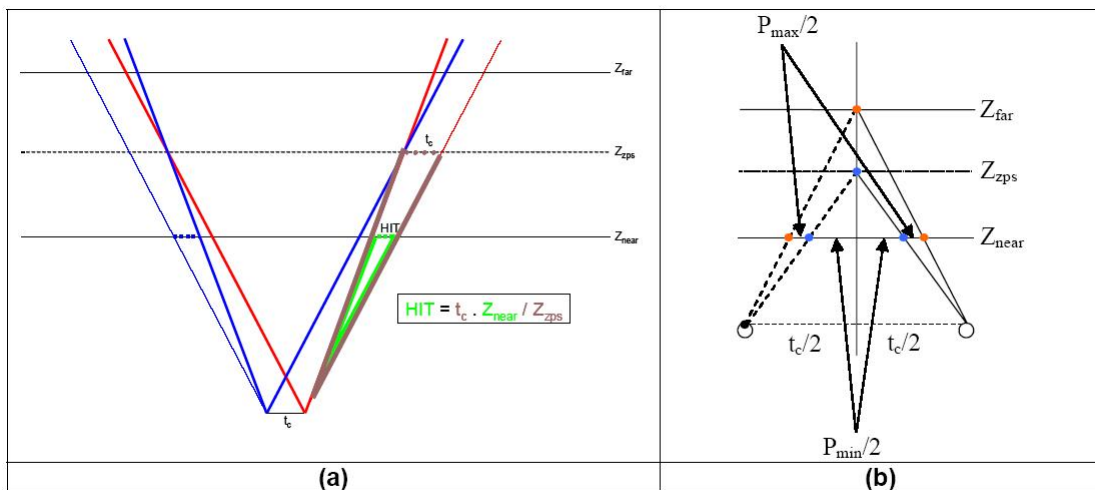 Z_far
t_c
Z_zps
HIT
Z_near
HIT = t_c . Z_near / Z_zps
t_c
(a)
P_max/2
Z_far
Z_zps
Z_near
t_c/2 t_c/2
P_min/2
(b)